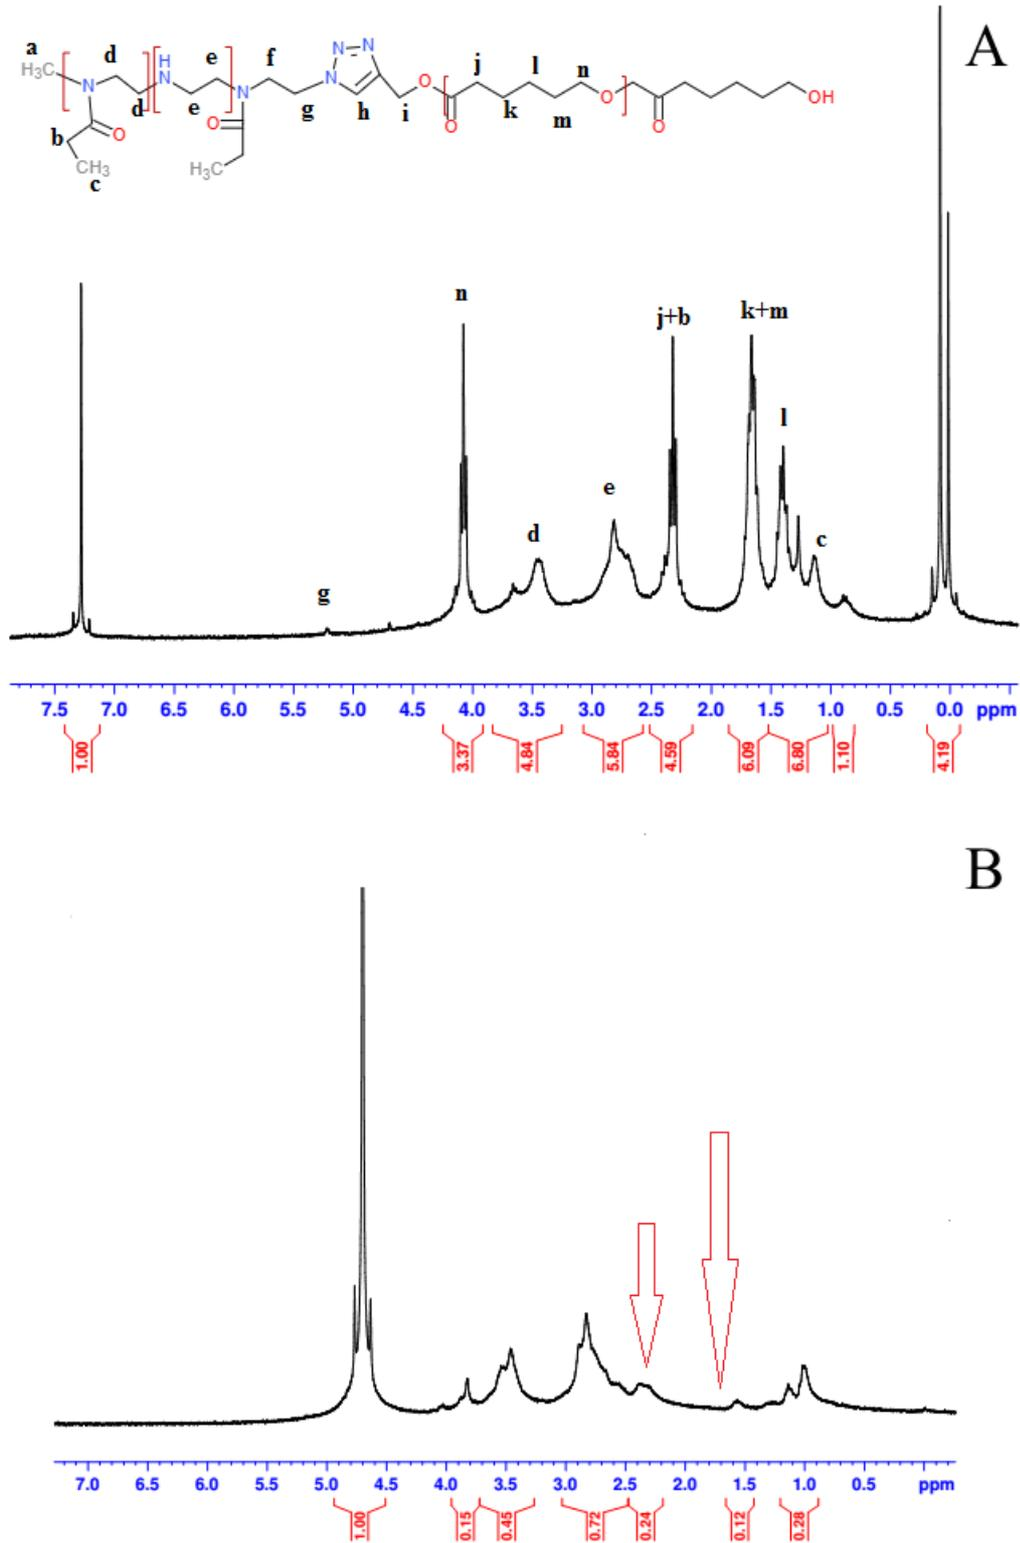 A
a
d
e
f
j
l
n
H
N
N
N
N
N
N
H₃C
O
O
OH
d
e
g
h
i
k
m
O
O
O
O
b
CH₃
H₃C
c
n
j+b
k+m
l
e
d
c
g
7.5 7.0 6.5 6.0 5.5 5.0 4.5 4.0 3.5 3.0 2.5 2.0 1.5 1.0 0.5 0.0 ppm
1.00 3.37 4.84 5.84 4.59 6.09 6.80 1.10 4.19
B
7.0 6.5 6.0 5.5 5.0 4.5 4.0 3.5 3.0 2.5 2.0 1.5 1.0 0.5 ppm
1.00 0.15 0.45 0.72 0.24 0.12 0.28